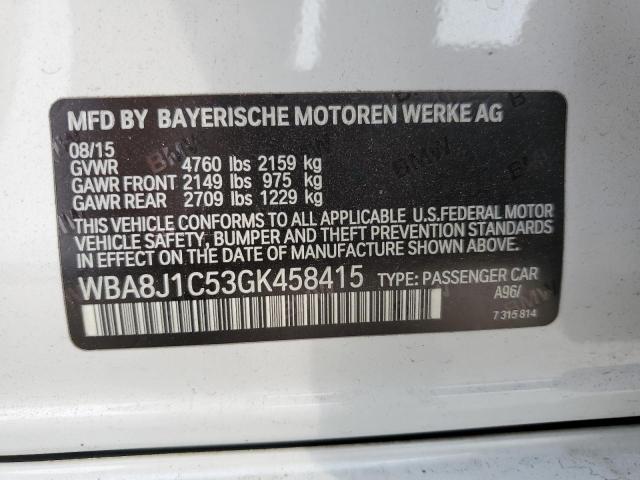 MFD BY BAYERISCHE MOTOREN WERKE AG
08/15
GVWR 4760 lbs 2159 kg
GAWR FRONT 2149 lbs 975 kg
GAWR REAR 2709 lbs 1229 kg
THIS VEHICLE CONFORMS TO ALL APPLICABLE U.S.FEDERAL MOTOR
VEHICLE SAFETY, BUMPER AND THEFT PREVENTION STANDARDS
IN EFFECT ON THE DATE OF MANUFACTURE SHOWN ABOVE.
WBA8J1C53GK458415 TYPE: PASSENGER CAR
A96/
7 315 814